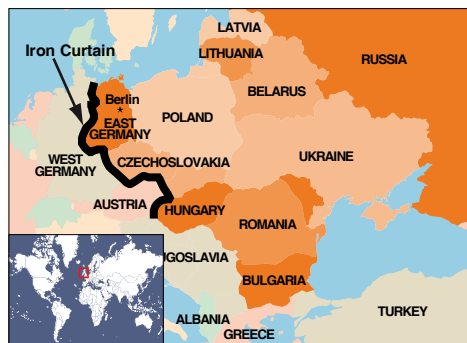 LATVIA
Iron Curtain
LITHUANIA
RUSSIA
BELARUS
Berlin
EAST
GERMANY
POLAND
WEST
GERMANY
CZECHOSLOVAKIA
UKRAINE
AUSTRIA
HUNGARY
ROMANIA
UGOSLAVIA
BULGARIA
ALBANIA
TURKEY
GREECE